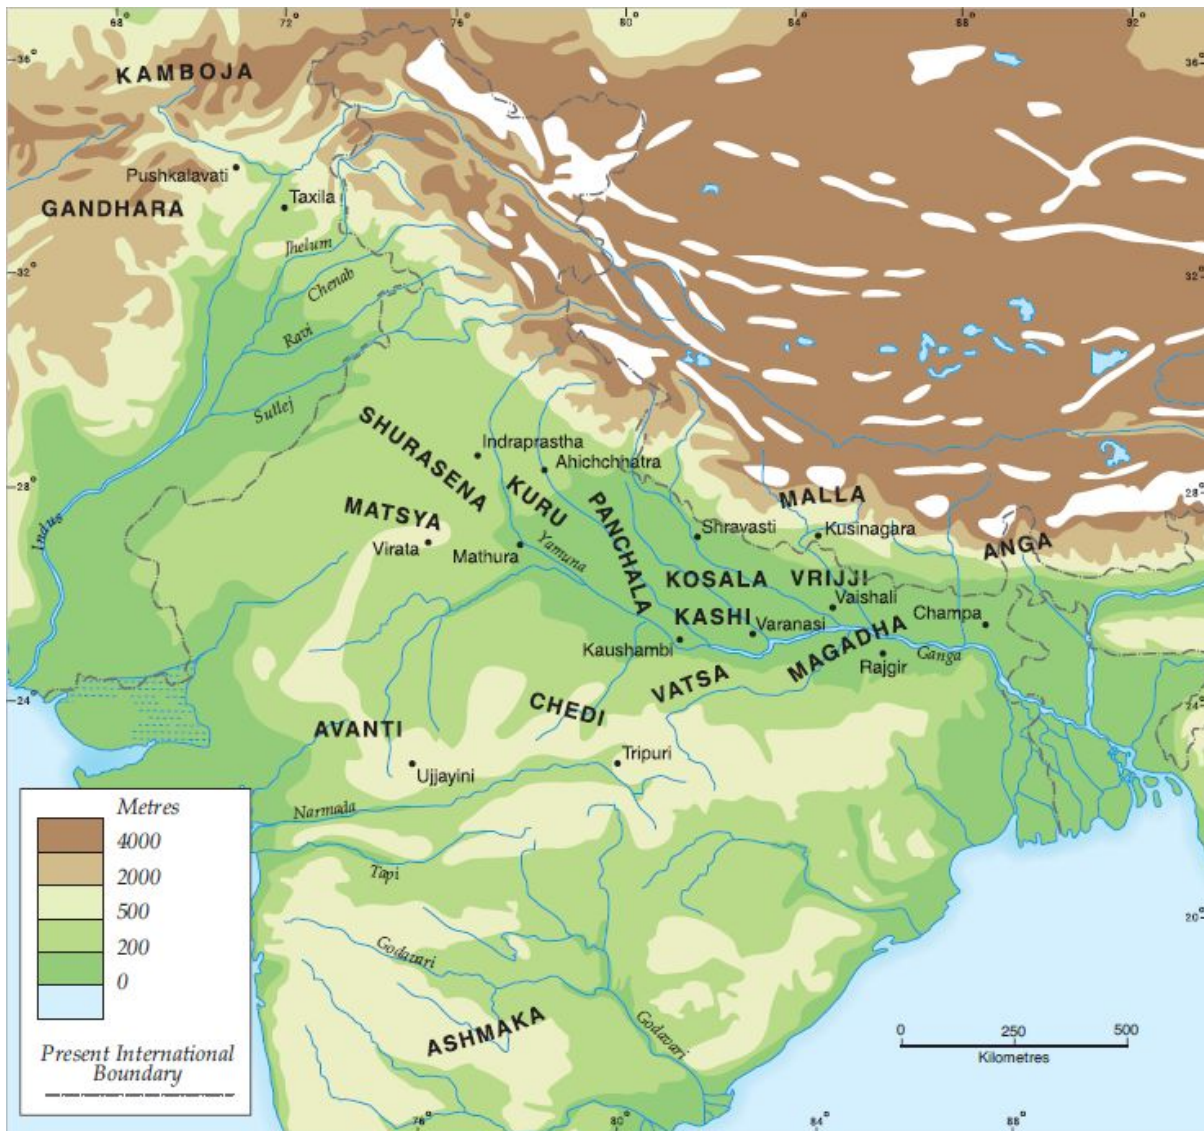 68° 72° 76° 80° 84° 88° 92°
36° 36°
KAMBOJA
Pushkalavati
Taxila
GANDHARA
Jhelum
32° 32°
Chenab
Ravi
Sutlej
SHURASENA
Indraprastha
Ahichchhatra
28° 28°
KURU
PANCHALA
MALLA
MATSYA
Indus
Virata
Mathura
Yamuna
Shravasti
Kusinagara
ANGA
KOSALA
VRIJJI
Vaishali
KASHI
Varanasi
Champa
Kaushambi
MAGADHA
Rajgir
Ganga
VATSA
24° 24°
CHEDI
AVANTI
Ujjayini
Tripuri
Narmada
Tapi
20°
Godavari
Godavari
ASHMAKA
Metres
4000
2000
500
200
0
Present International
Boundary
0 250 500
Kilometres
76° 80° 84° 88°